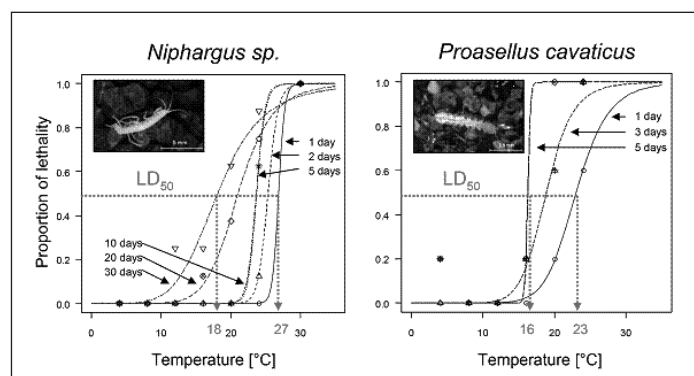 Niphargus sp.
Proasellus cavaticus
Proportion of lethality
1.0
0.8
0.6
0.4
0.2
0.0
5 mm
LD50
1 day
2 days
5 days
10 days
20 days
30 days
0
10
18
20
27
30
Temperature [°C]
1.0
0.8
0.6
0.4
0.2
0.0
LD50
1 day
3 days
5 days
0
10
16
20
23
30
Temperature [°C]